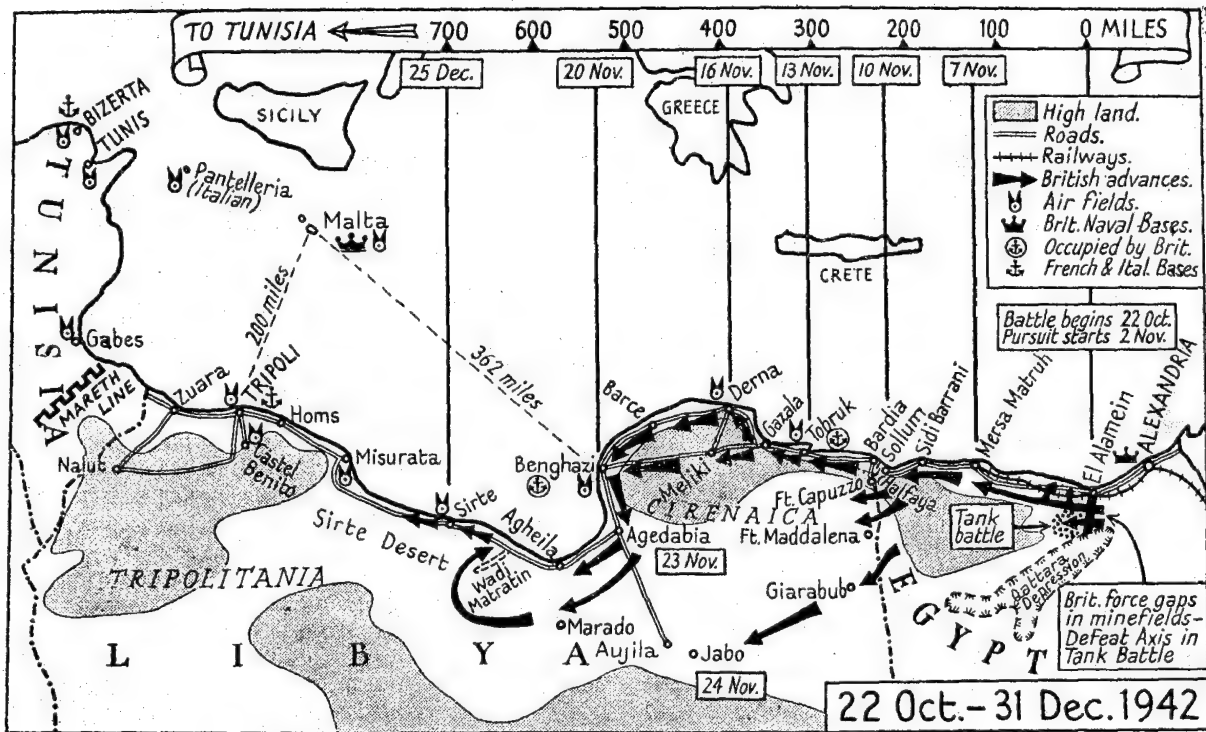 TO TUNISIA
700
600
500
400
300
200
100
0 MILES
25 Dec.
20 Nov.
16 Nov.
13 Nov.
10 Nov.
7 Nov.
High land.
Roads.
Railways.
British advances.
Air fields.
Brit. Naval Bases.
Occupied by Brit.
French & Ital. Bases
Battle begins 22 Oct.
Pursuit starts 2 Nov.
SICILY
GREECE
CRETE
BIZERTA
TUNIS
TUNISIA
Pantelleria
(Italian)
Malta
200 miles
362 miles
Gabes
MARETH
LINE
Zuara
TRIPOLI
Homs
Nalut
Castel
Benito
Misurata
Sirte
Sirte Desert
Agheila
Wadi
Matratin
TRIPOLITANIA
Benghazi
Barce
Derna
Meliki
Gazala
Tobruk
Bardia
Sollum
Sidi Barrani
Mersa Matruh
El Alamein
ALEXANDRIA
CIRENAICA
Ft. Capuzzo
Halfaya
Ft. Maddalena
Agedabia
23 Nov.
Giarabub
Marado
Aujila
Jabo
24 Nov.
Tank
battle
Qattara
Depression
Brit. force gaps
in minefields-
Defeat Axis in
Tank Battle
LIBYA
EGYPT
22 Oct.-31 Dec.1942